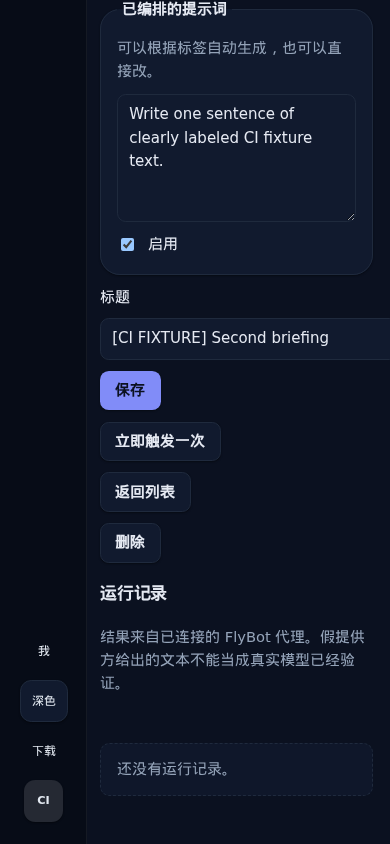 已编排的提示词
可以根据标签自动生成，也可以直
接改。
Write one sentence of
clearly labeled CI fixture
text.
启用
标题
[CI FIXTURE] Second briefing
保存
立即触发一次
返回列表
删除
运行记录
结果来自已连接的 FlyBot 代理。假提供
方给出的文本不能当成真实模型已经验
证。
还没有运行记录。
我
深色
下载
CI